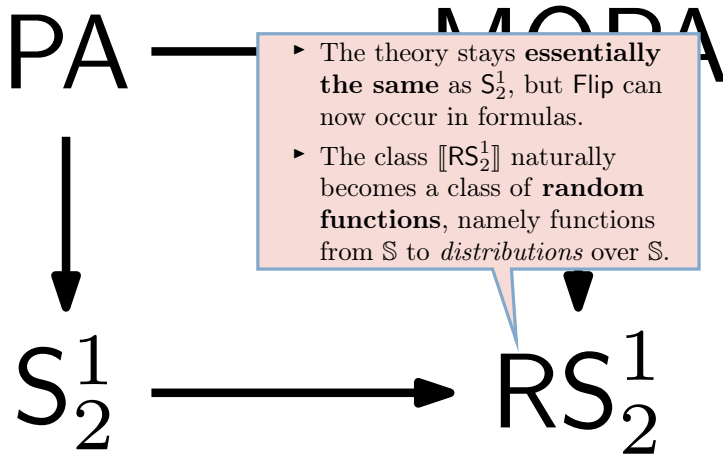 PA
▸ The theory stays essentially
the same as S¹₂, but Flip can
now occur in formulas.
▸ The class ⟦RS¹₂⟧ naturally
becomes a class of random
functions, namely functions
from 𝕊 to distributions over 𝕊.
S¹₂
RS¹₂